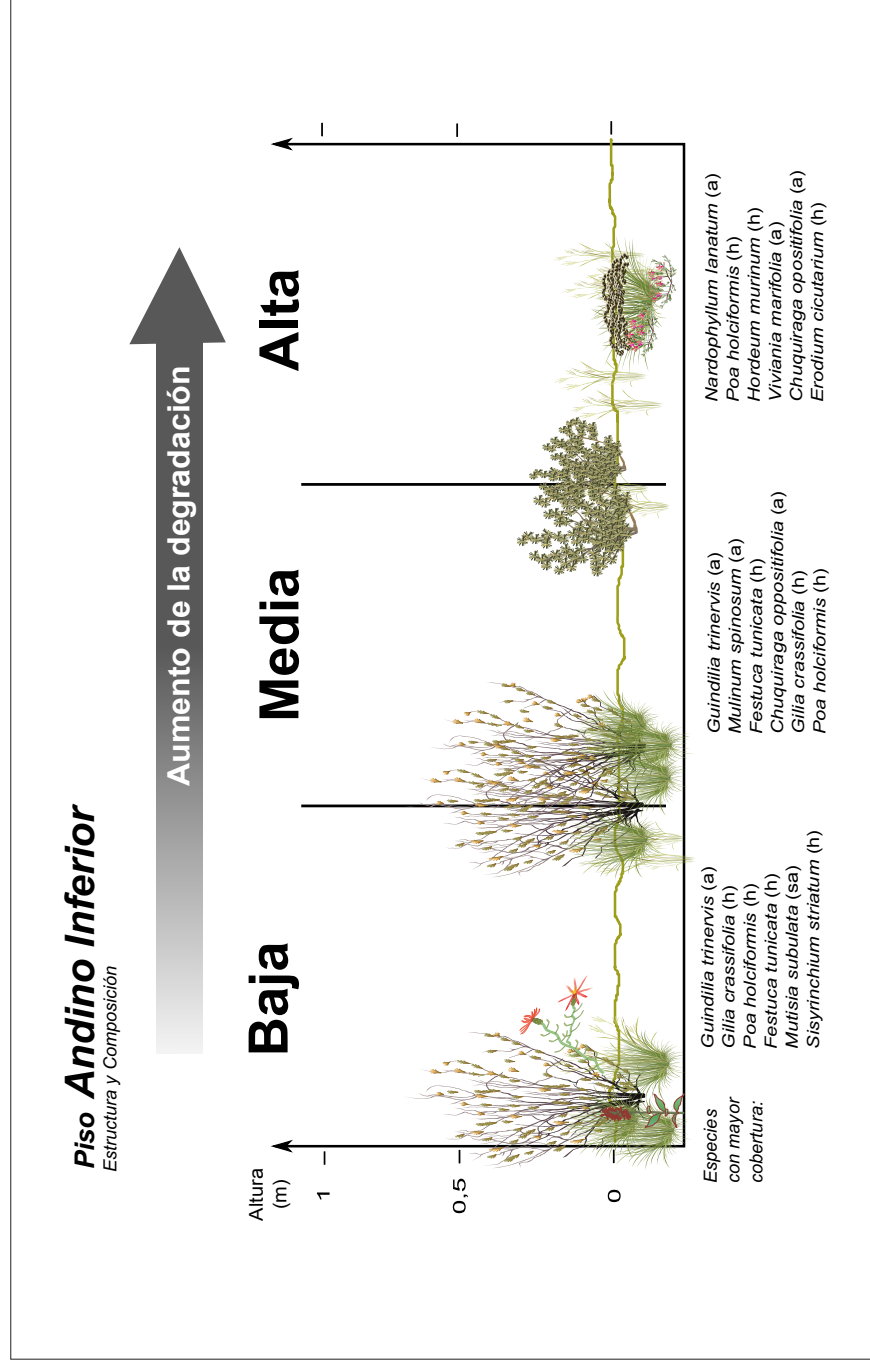 Piso Andino Inferior
Estructura y Composición
Aumento de la degradación
Baja
Media
Alta
Altura
(m)
1
0,5
0
Especies
con mayor
cobertura:
Guindilia trinervis (a)
Gilia crassifolia (h)
Poa holciformis (h)
Festuca tunicata (h)
Mutisia subulata (sa)
Sisyrinchium striatum (h)
Guindilia trinervis (a)
Mulinum spinosum (a)
Festuca tunicata (h)
Chuquiraga oppositifolia (a)
Gilia crassifolia (h)
Poa holciformis (h)
Nardophyllum lanatum (a)
Poa holciformis (h)
Hordeum murinum (h)
Viviania marifolia (a)
Chuquiraga opositifolia (a)
Erodium cicutarium (h)